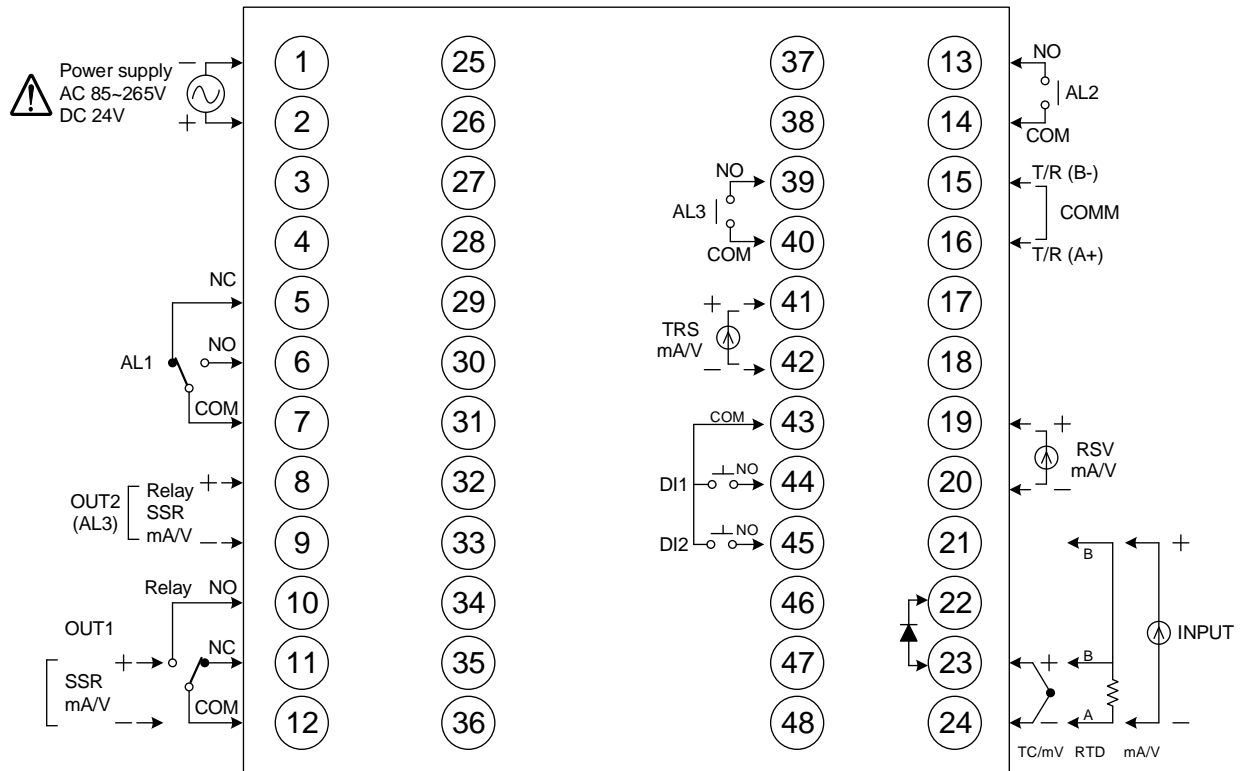 Power supply
AC 85~265V
DC 24V
−
+
1
2
3
4
NC
5
AL1
NO
6
COM
7
OUT2
(AL3)
Relay
SSR
mA/V
+
8
−
9
Relay
NO
10
OUT1
+
NC
11
SSR
mA/V
−
COM
12
25
26
27
28
29
30
31
32
33
34
35
36
37
38
NO
39
AL3
COM
40
+
41
TRS
mA/V
−
42
COM
43
DI1
NO
44
DI2
NO
45
46
47
48
13
NO
AL2
14
COM
15
T/R (B-)
COMM
16
T/R (A+)
17
18
19
+
RSV
mA/V
20
−
21
B
+
22
INPUT
23
+
B
24
−
A
−
TC/mV
RTD
mA/V